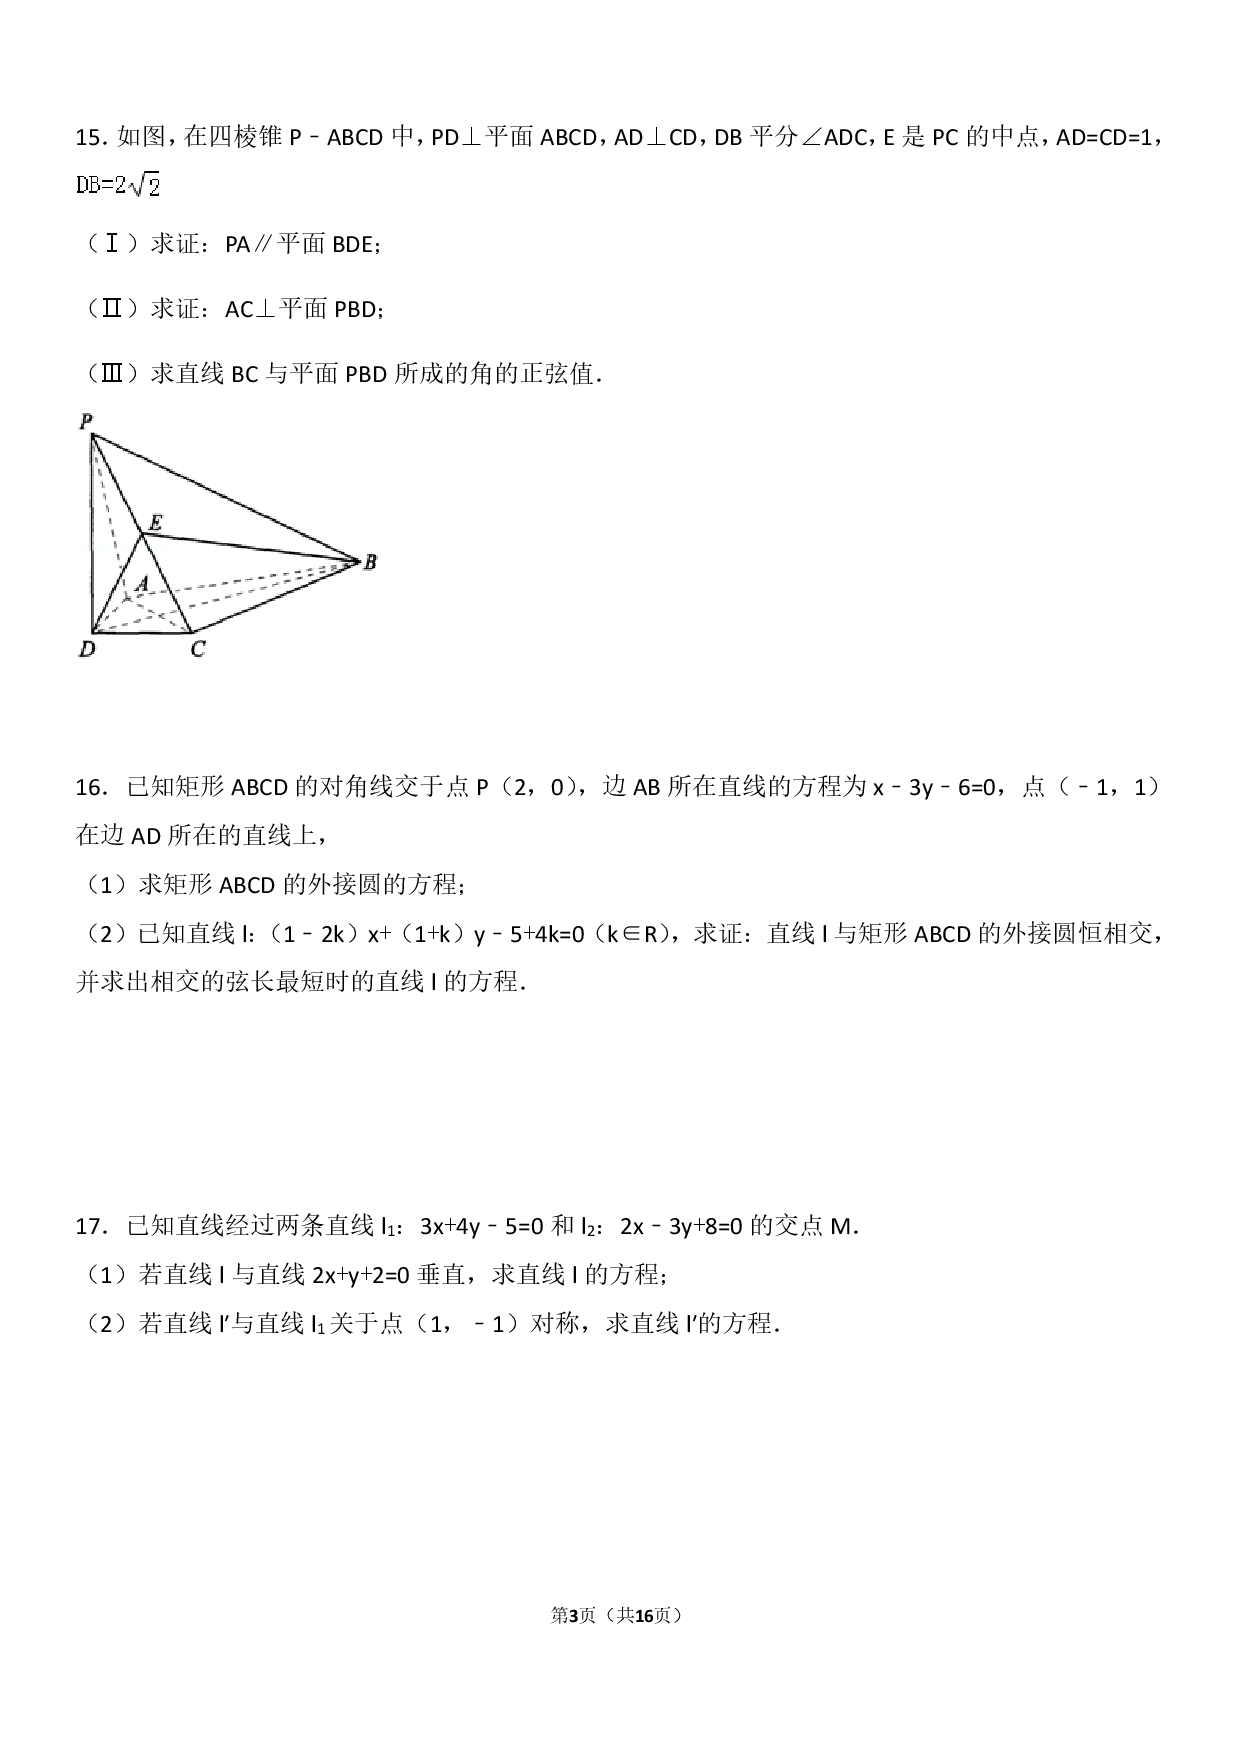 15．如图，在四棱锥 P﹣ABCD 中，PD⊥平面 ABCD，AD⊥CD，DB 平分∠ADC，E 是 PC 的中点，AD=CD=1，
DB=2√2
（Ⅰ）求证：PA∥平面 BDE；
（Ⅱ）求证：AC⊥平面 PBD；
（Ⅲ）求直线 BC 与平面 PBD 所成的角的正弦值．
P
E
B
A
D
C
16．已知矩形 ABCD 的对角线交于点 P（2，0），边 AB 所在直线的方程为 x﹣3y﹣6=0，点（﹣1，1）
在边 AD 所在的直线上，
（1）求矩形 ABCD 的外接圆的方程；
（2）已知直线 l：（1﹣2k）x+（1+k）y﹣5+4k=0（k∈R），求证：直线 l 与矩形 ABCD 的外接圆恒相交，
并求出相交的弦长最短时的直线 l 的方程．
17．已知直线经过两条直线 l₁：3x+4y﹣5=0 和 l₂：2x﹣3y+8=0 的交点 M．
（1）若直线 l 与直线 2x+y+2=0 垂直，求直线 l 的方程；
（2）若直线 l′与直线 l₁ 关于点（1，﹣1）对称，求直线 l′的方程．
第3页（共16页）